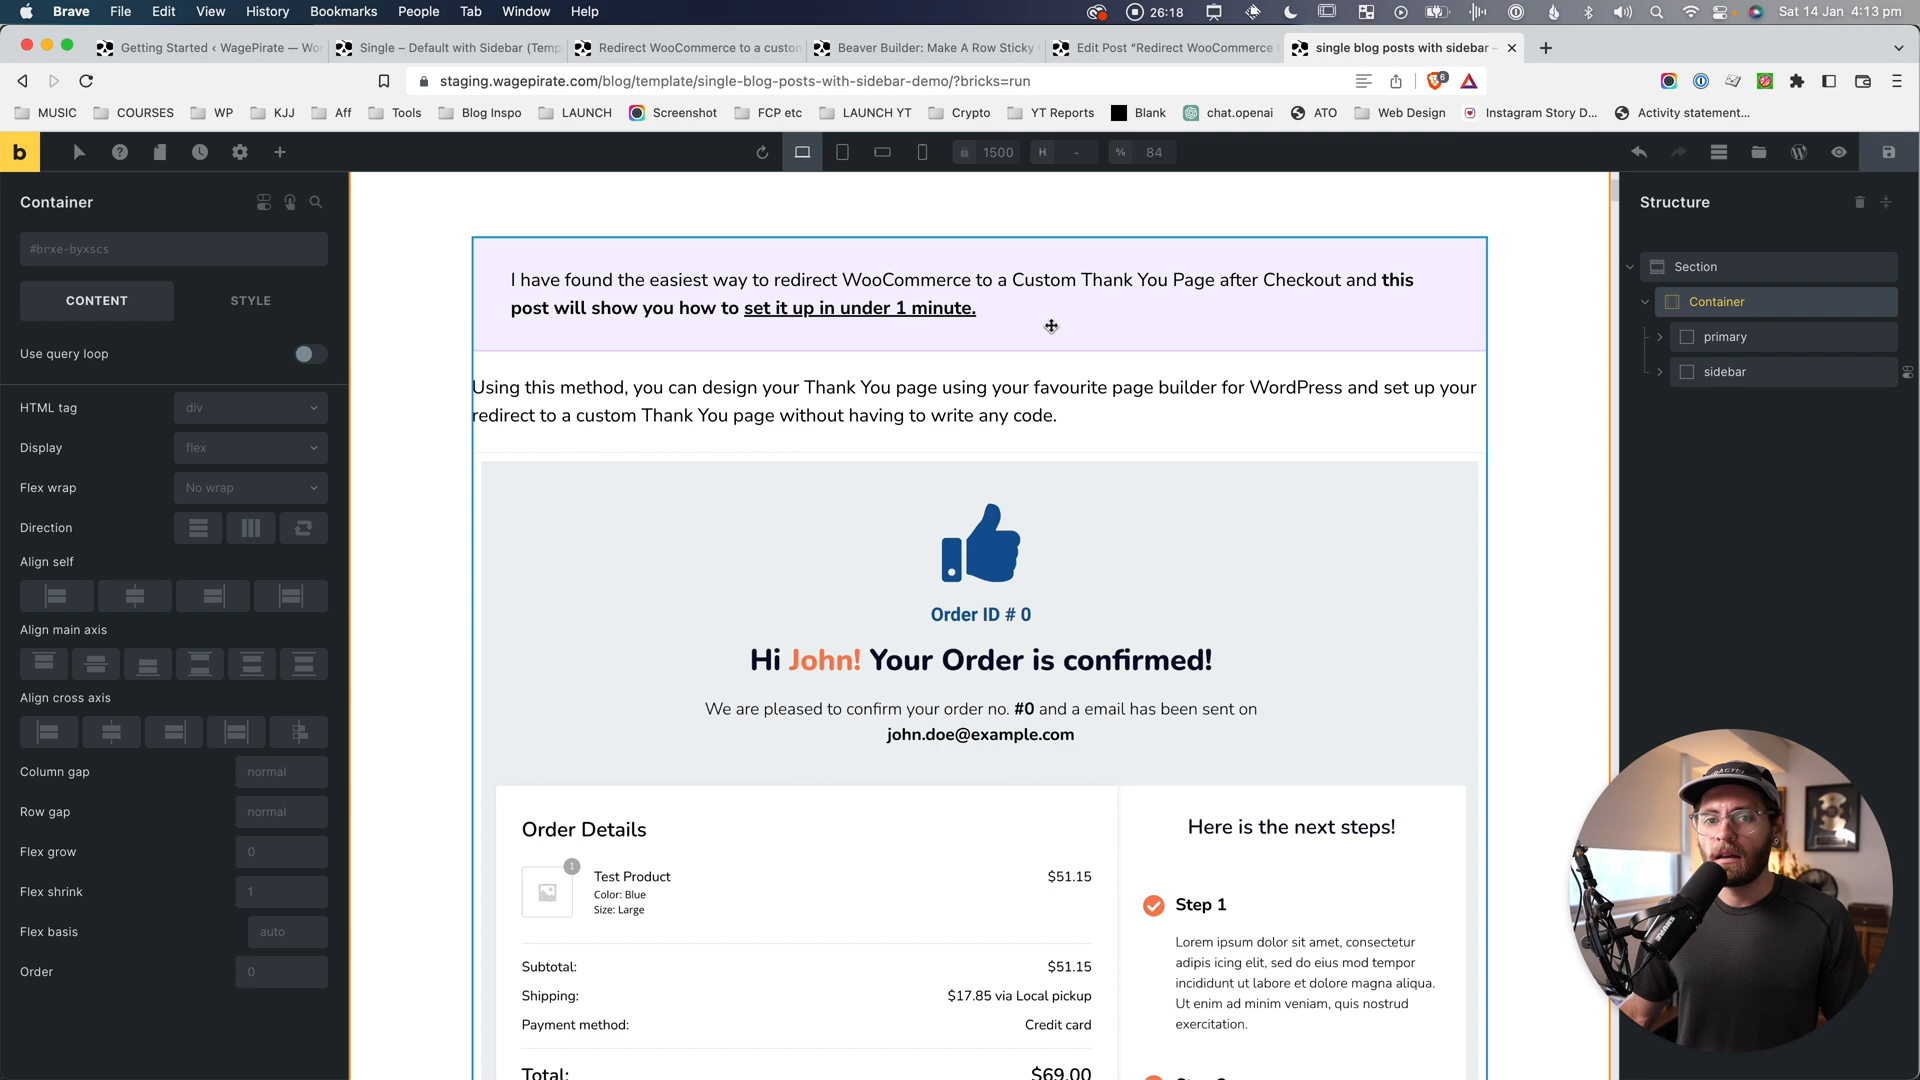 Brave File Edit View History Bookmarks People Tab Window Help
26:18
Sat 14 Jan 4:13 pm
Getting Started ‹ WagePirate — Wor
Single – Default with Sidebar (Temp
Redirect WooCommerce to a custon
Beaver Builder: Make A Row Sticky
Edit Post "Redirect WooCommerce
single blog posts with sidebar –
staging.wagepirate.com/blog/template/single-blog-posts-with-sidebar-demo/?bricks=run
6
MUSIC COURSES WP KJJ Aff Tools Blog Inspo LAUNCH Screenshot FCP etc LAUNCH YT Crypto YT Reports Blank chat.openai ATO Web Design Instagram Story D... Activity statement...
b
1500 H - % 84
Container
#brxe-byxscs
CONTENT STYLE
Use query loop
HTML tag div
Display flex
Flex wrap No wrap
Direction
Align self
Align main axis
Align cross axis
Column gap normal
Row gap normal
Flex grow 0
Flex shrink 1
Flex basis auto
Order 0
I have found the easiest way to redirect WooCommerce to a Custom Thank You Page after Checkout and this
post will show you how to set it up in under 1 minute.
Using this method, you can design your Thank You page using your favourite page builder for WordPress and set up your
redirect to a custom Thank You page without having to write any code.
Order ID # 0
Hi John! Your Order is confirmed!
We are pleased to confirm your order no. #0 and a email has been sent on
john.doe@example.com
Order Details
1
Test Product $51.15
Color: Blue
Size: Large
Subtotal: $51.15
Shipping: $17.85 via Local pickup
Payment method: Credit card
Total: $69.00
Here is the next steps!
Step 1
Lorem ipsum dolor sit amet, consectetur
adipis icing elit, sed do eius mod tempor
incididunt ut labore et dolore magna aliqua.
Ut enim ad minim veniam, quis nostrud
exercitation.
Structure
Section
Container
primary
sidebar
SHURE